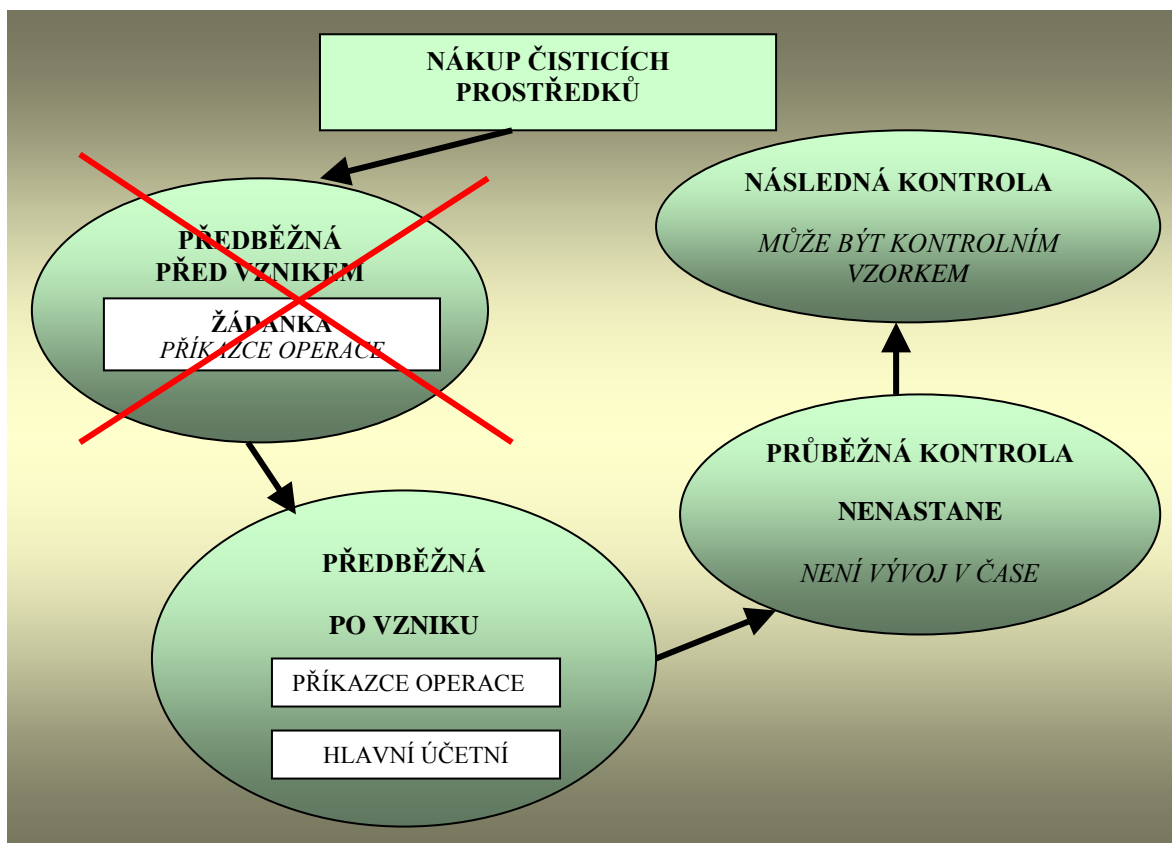 NÁKUP ČISTICÍCH
PROSTŘEDKŮ
PŘEDBĚŽNÁ
PŘED VZNIKEM
ŽÁDANKA
PŘÍKAZCE OPERACE
PŘEDBĚŽNÁ
PO VZNIKU
PŘÍKAZCE OPERACE
HLAVNÍ ÚČETNÍ
PRŮBĚŽNÁ KONTROLA
NENASTANE
NENÍ VÝVOJ V ČASE
NÁSLEDNÁ KONTROLA
MŮŽE BÝT KONTROLNÍM
VZORKEM